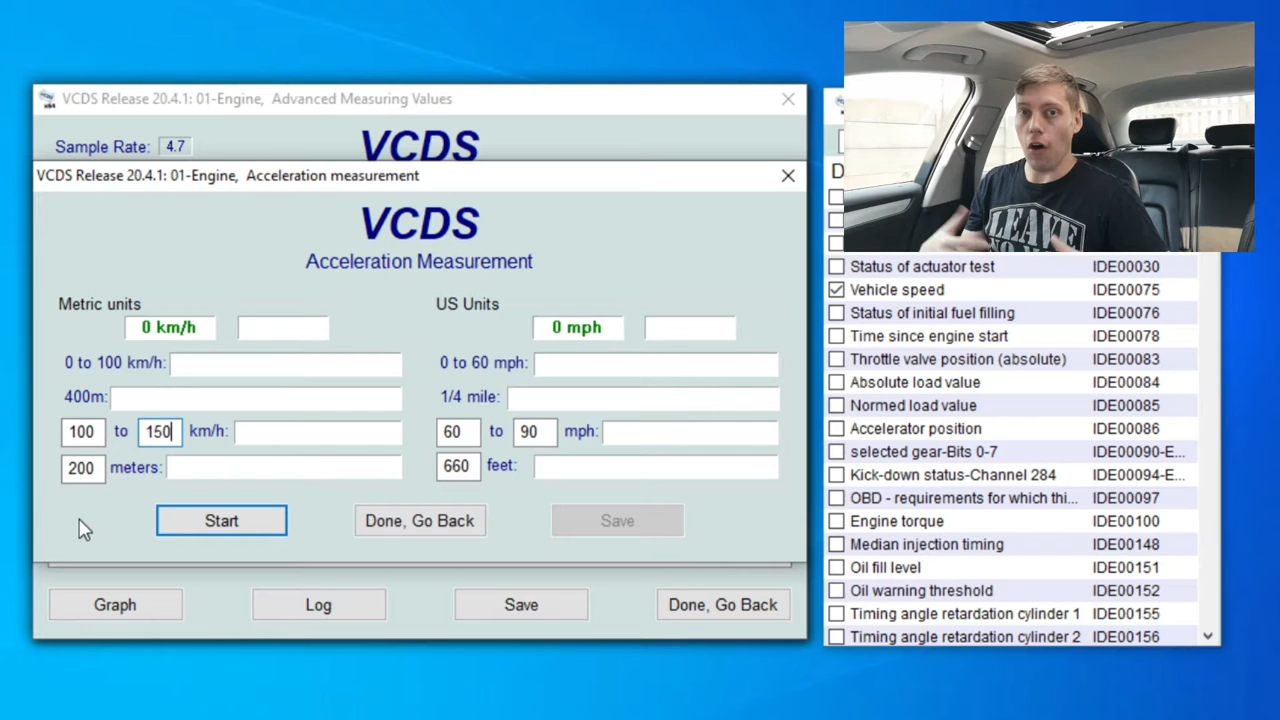 VCDS Release 20.4.1: 01-Engine, Advanced Measuring Values
Sample Rate: 4.7
VCDS
VCDS Release 20.4.1: 01-Engine, Acceleration measurement
VCDS
Acceleration Measurement
Metric units
US Units
0 km/h
0 mph
0 to 100 km/h:
0 to 60 mph:
400m:
1/4 mile:
100 to 150 km/h:
60 to 90 mph:
200 meters:
660 feet:
Start
Done, Go Back
Save
Graph
Log
Save
Done, Go Back
LEAVE
NO
Status of actuator test IDE00030
Vehicle speed IDE00075
Status of initial fuel filling IDE00076
Time since engine start IDE00078
Throttle valve position (absolute) IDE00083
Absolute load value IDE00084
Normed load value IDE00085
Accelerator position IDE00086
selected gear-Bits 0-7 IDE00090-E...
Kick-down status-Channel 284 IDE00094-E...
OBD - requirements for which thi... IDE00097
Engine torque IDE00100
Median injection timing IDE00148
Oil fill level IDE00151
Oil warning threshold IDE00152
Timing angle retardation cylinder 1 IDE00155
Timing angle retardation cylinder 2 IDE00156